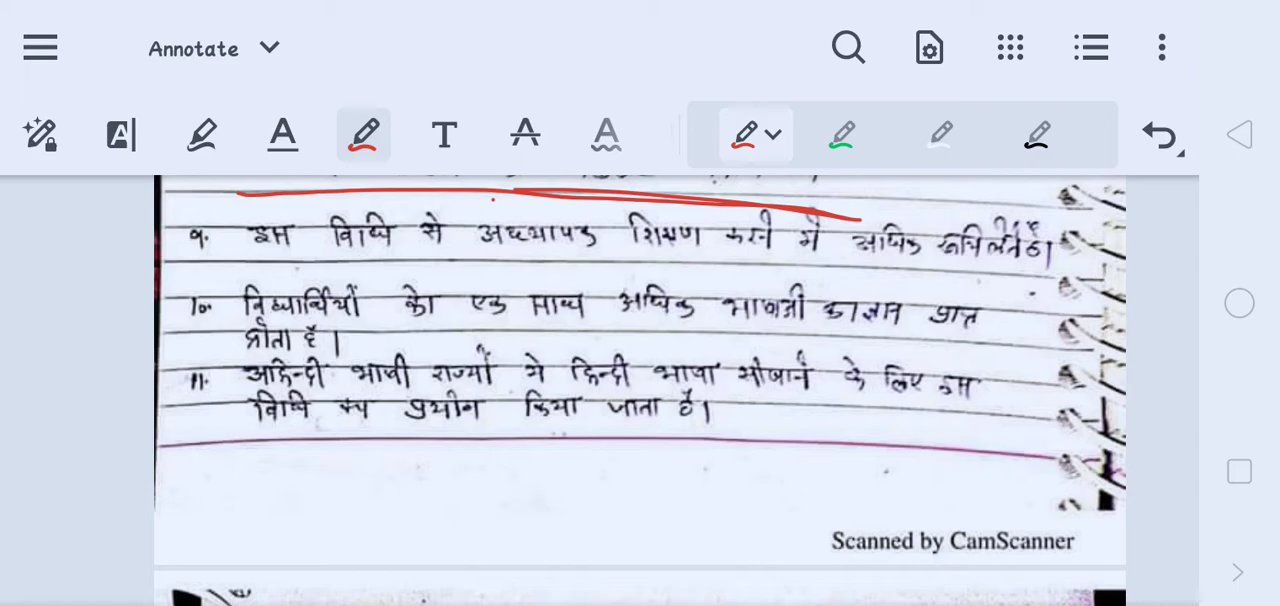 Annotate
9. इस विधि से अध्यापक शिक्षण करने में अधिक रूचि लेते है।
10. विद्यार्थियों को एक साथ अधिक सामग्री का ज्ञान प्राप्त
होता है।
11. अहिन्दी भाषी राज्यों में हिन्दी भाषा सीखाने के लिए इस
विधि का प्रयोग किया जाता है।
Scanned by CamScanner